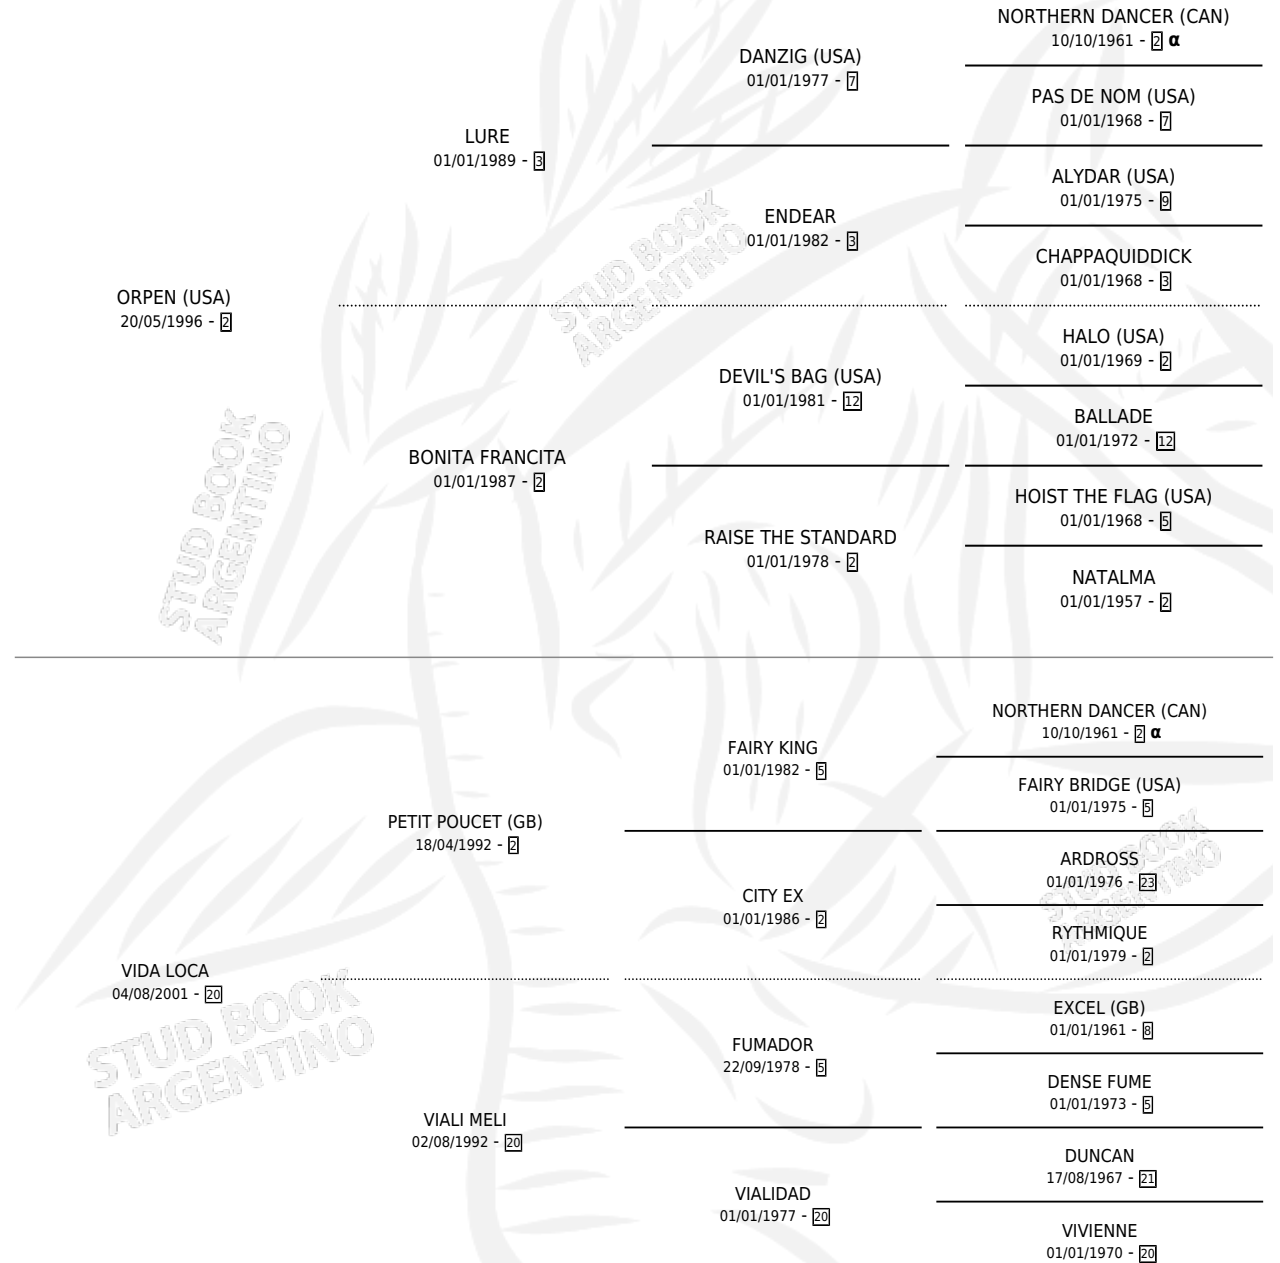 NORTHERN DANCER (CAN)
10/10/1961 - 2 α
DANZIG (USA)
01/01/1977 - 7
PAS DE NOM (USA)
01/01/1968 - 7
LURE
01/01/1989 - 3
ALYDAR (USA)
01/01/1975 - 9
ENDEAR
01/01/1982 - 3
CHAPPAQUIDDICK
01/01/1968 - 3
ORPEN (USA)
20/05/1996 - 2
HALO (USA)
01/01/1969 - 2
DEVIL'S BAG (USA)
01/01/1981 - 12
BALLADE
01/01/1972 - 12
BONITA FRANCITA
01/01/1987 - 2
HOIST THE FLAG (USA)
01/01/1968 - 5
RAISE THE STANDARD
01/01/1978 - 2
NATALMA
01/01/1957 - 2
STUD BOOK
ARGENTINO
STUD BOOK
ARGENTINO
NORTHERN DANCER (CAN)
10/10/1961 - 2 α
FAIRY KING
01/01/1982 - 5
FAIRY BRIDGE (USA)
01/01/1975 - 5
PETIT POUCET (GB)
18/04/1992 - 2
ARDROSS
01/01/1976 - 23
CITY EX
01/01/1986 - 2
RYTHMIQUE
01/01/1979 - 2
VIDA LOCA
04/08/2001 - 20
EXCEL (GB)
01/01/1961 - 8
FUMADOR
22/09/1978 - 5
DENSE FUME
01/01/1973 - 5
VIALI MELI
02/08/1992 - 20
DUNCAN
17/08/1967 - 21
VIALIDAD
01/01/1977 - 20
VIVIENNE
01/01/1970 - 20
STUD BOOK
ARGENTINO
STUD BOOK
ARGENTINO